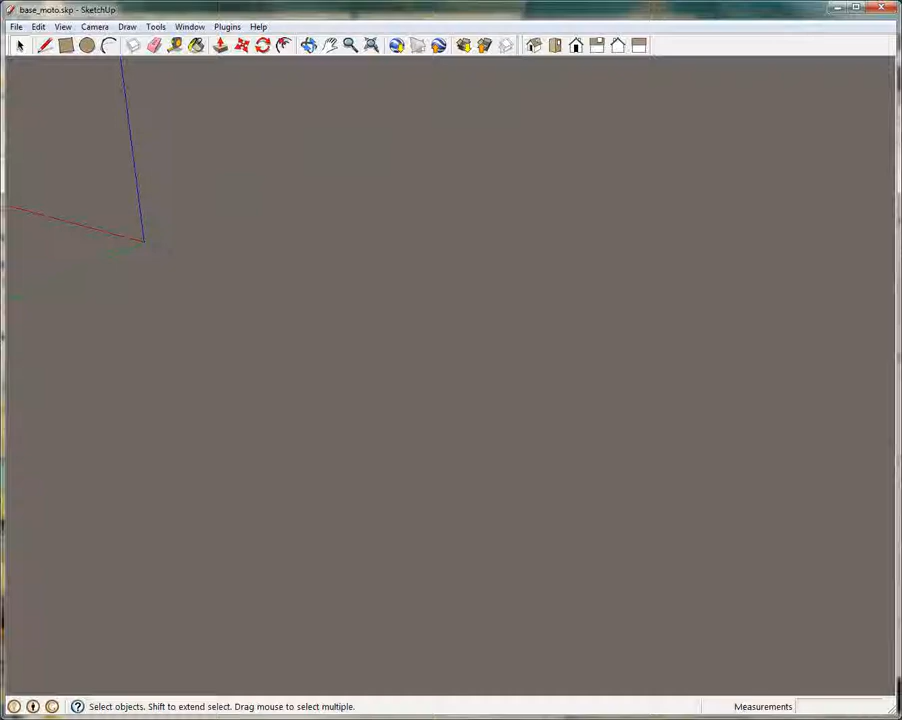 base_moto.skp - SketchUp
File Edit View Camera Draw Tools Window Plugins Help
Select objects. Shift to extend select. Drag mouse to select multiple.
Measurements